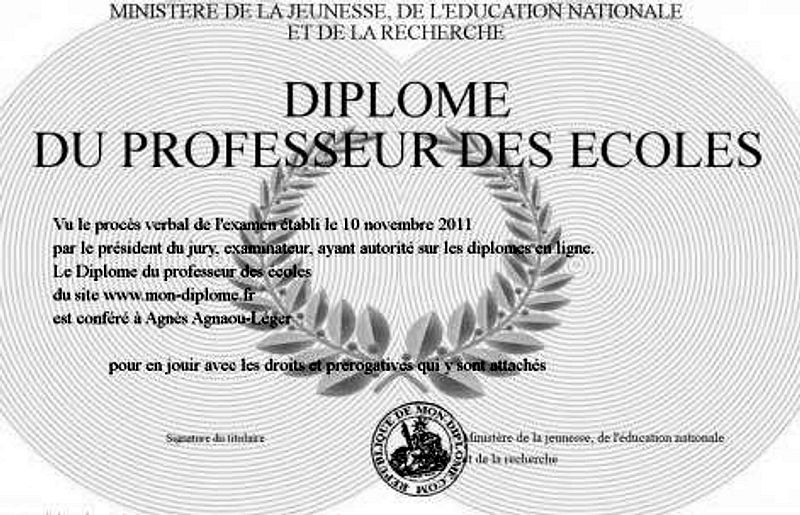 MINISTERE DE LA JEUNESSE, DE L'EDUCATION NATIONALE
ET DE LA RECHERCHE
DIPLOME
DU PROFESSEUR DES ECOLES
Vu le procès verbal de l'examen établi le 10 novembre 2011
par le président du jury, examinateur, ayant autorité sur les diplomes en ligne.
Le Diplome du professeur des ecoles
du site www.mon-diplome.fr
est conféré à Agnès Agnaou-Léger
pour en jouir avec les droits et prérogatives qui y sont attachés
Signature du titulaire
REPUBLIQUE DE MON-DIPLOME.COM
Ministère de la jeunesse, de l'éducation nationale
et de la recherche